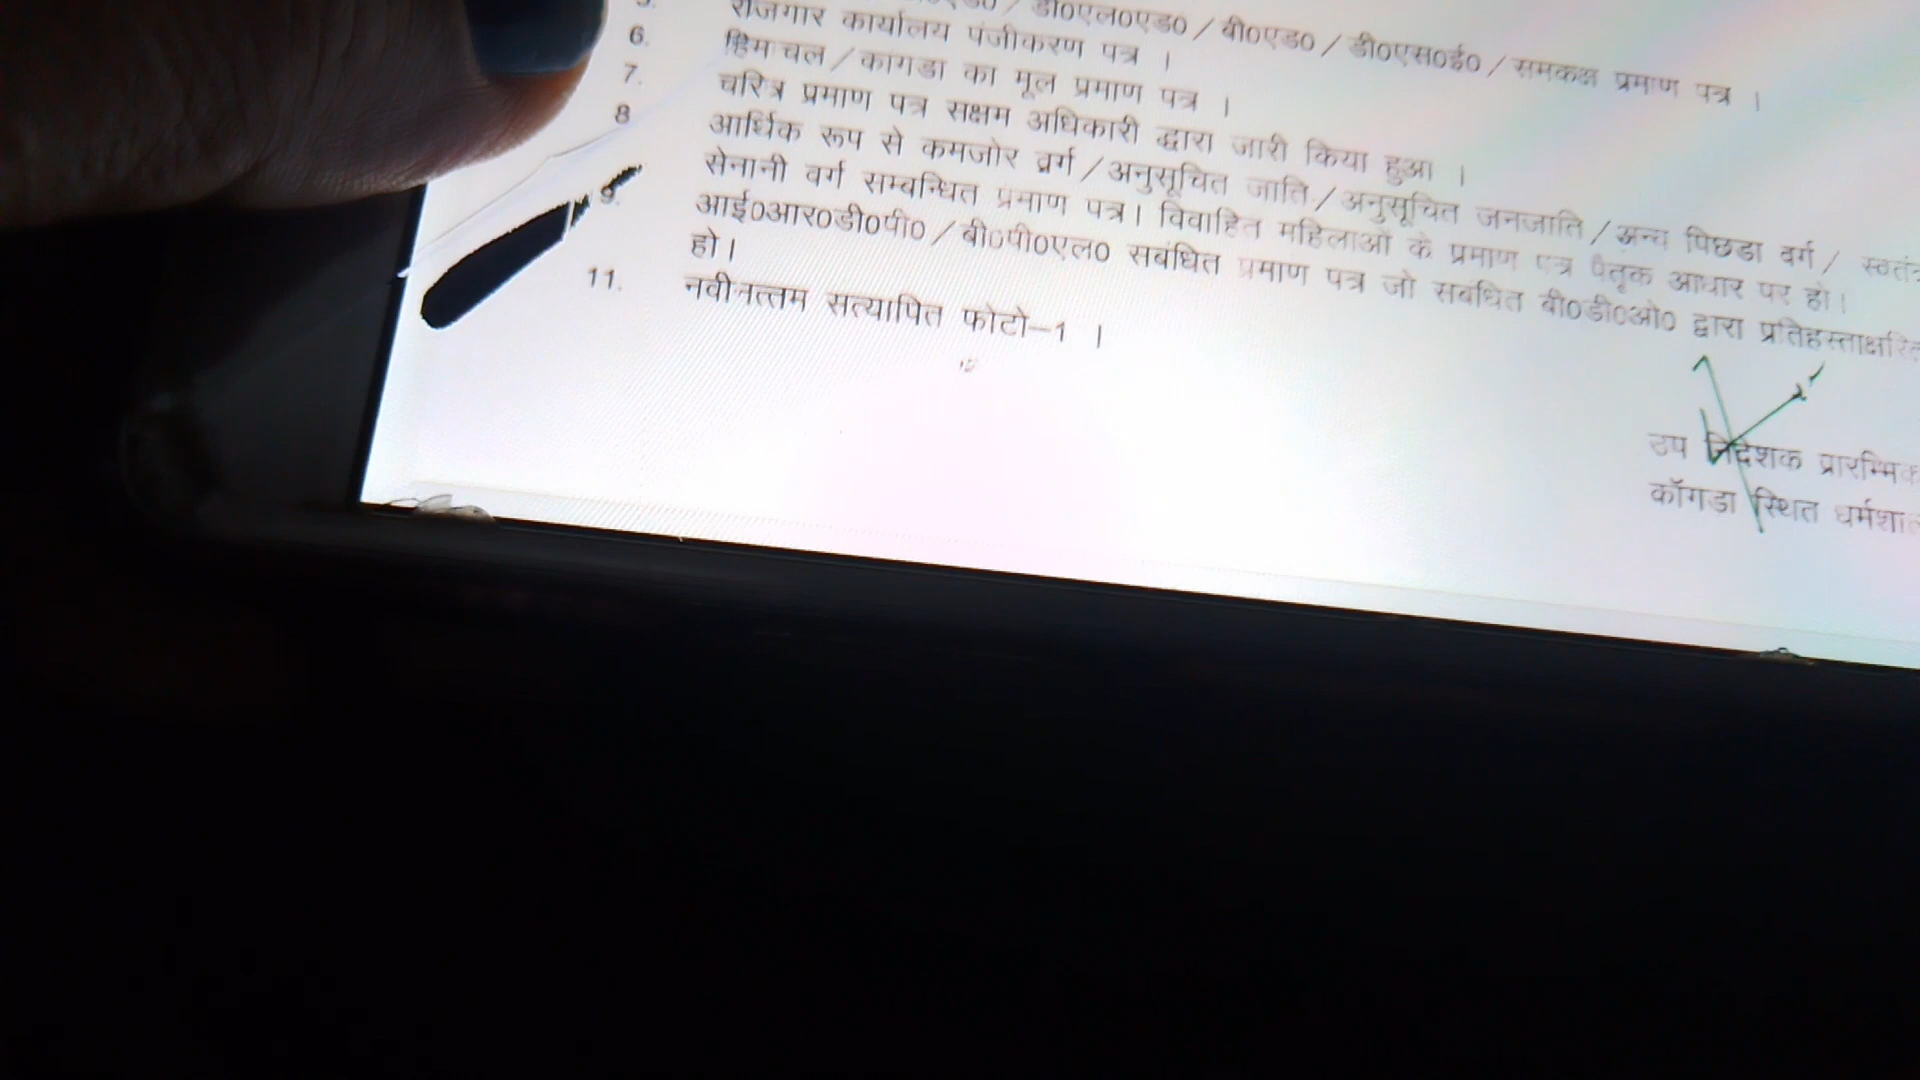 डी0एल0एड0 / बी0एड0 / डी0एस0ई0 / समकक्ष प्रमाण पत्र ।
6. रोजगार कार्यालय पंजीकरण पत्र ।
7. हिमाचल / कांगडा का मूल प्रमाण पत्र ।
8 चरित्र प्रमाण पत्र सक्षम अधिकारी द्वारा जारी किया हुआ ।
9. आर्थिक रूप से कमजोर वर्ग / अनुसूचित जाति / अनुसूचित जनजाति / अन्य पिछडा वर्ग /
सेनानी वर्ग सम्बन्धित प्रमाण पत्र। विवाहित महिलाओं के प्रमाण पत्र पैतृक आधार पर हो।
आई0आर0डी0पी0 / बी0पी0एल0 सबंधित प्रमाण पत्र जो सबंधित बी0डी0ओ0 द्वारा
हो।
11. नवीनत्तम सत्यापित फोटो–1 ।
उप निदेशक
कॉंगडा स्थित